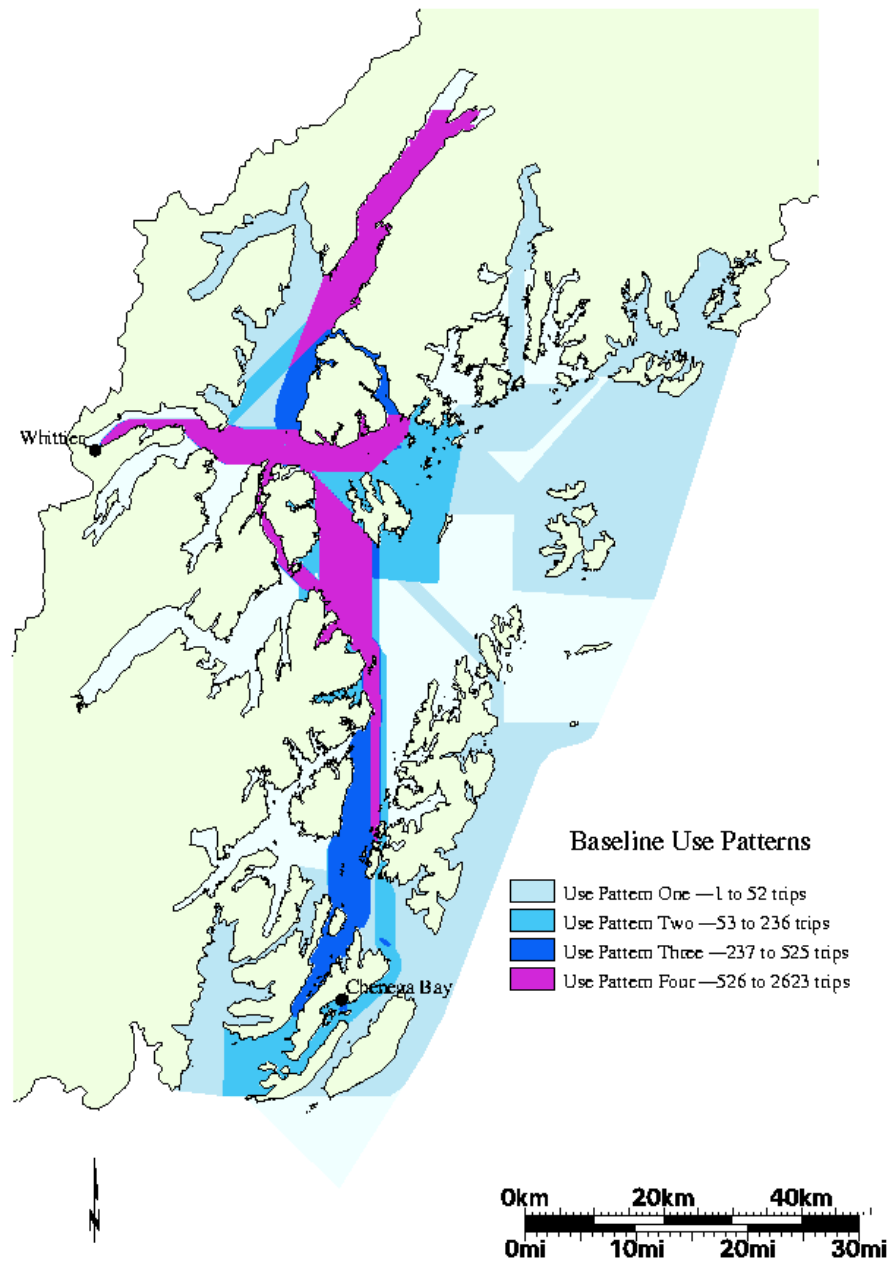 Whittier
Baseline Use Patterns
Use Pattern One —1 to 52 trips
Use Pattern Two —53 to 236 trips
Use Pattern Three —237 to 525 trips
Use Pattern Four —526 to 2623 trips
Chenega Bay
N
0km 20km 40km
0mi 10mi 20mi 30mi